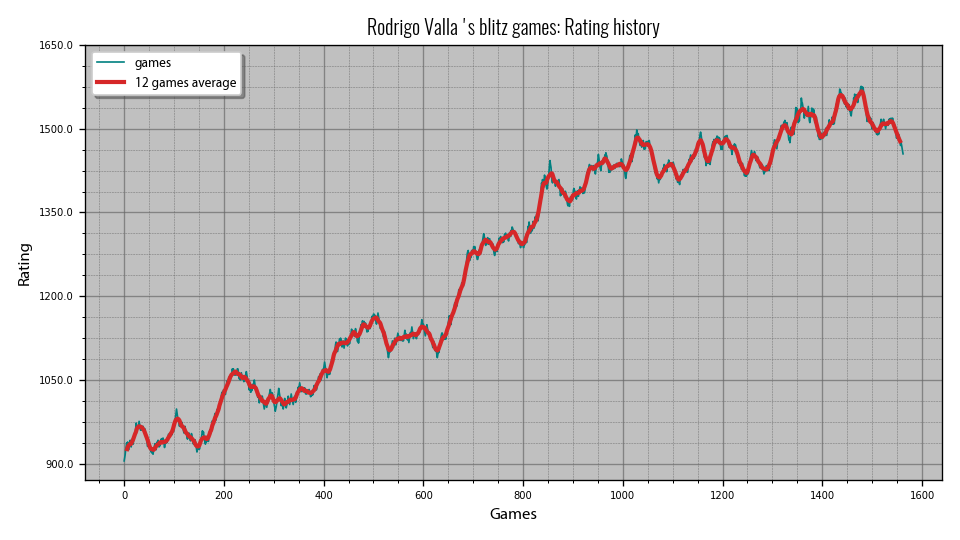 Rodrigo Valla 's blitz games: Rating history
games
12 games average
1650.0
1500.0
1350.0
1200.0
1050.0
900.0
Rating
0 200 400 600 800 1000 1200 1400 1600
Games